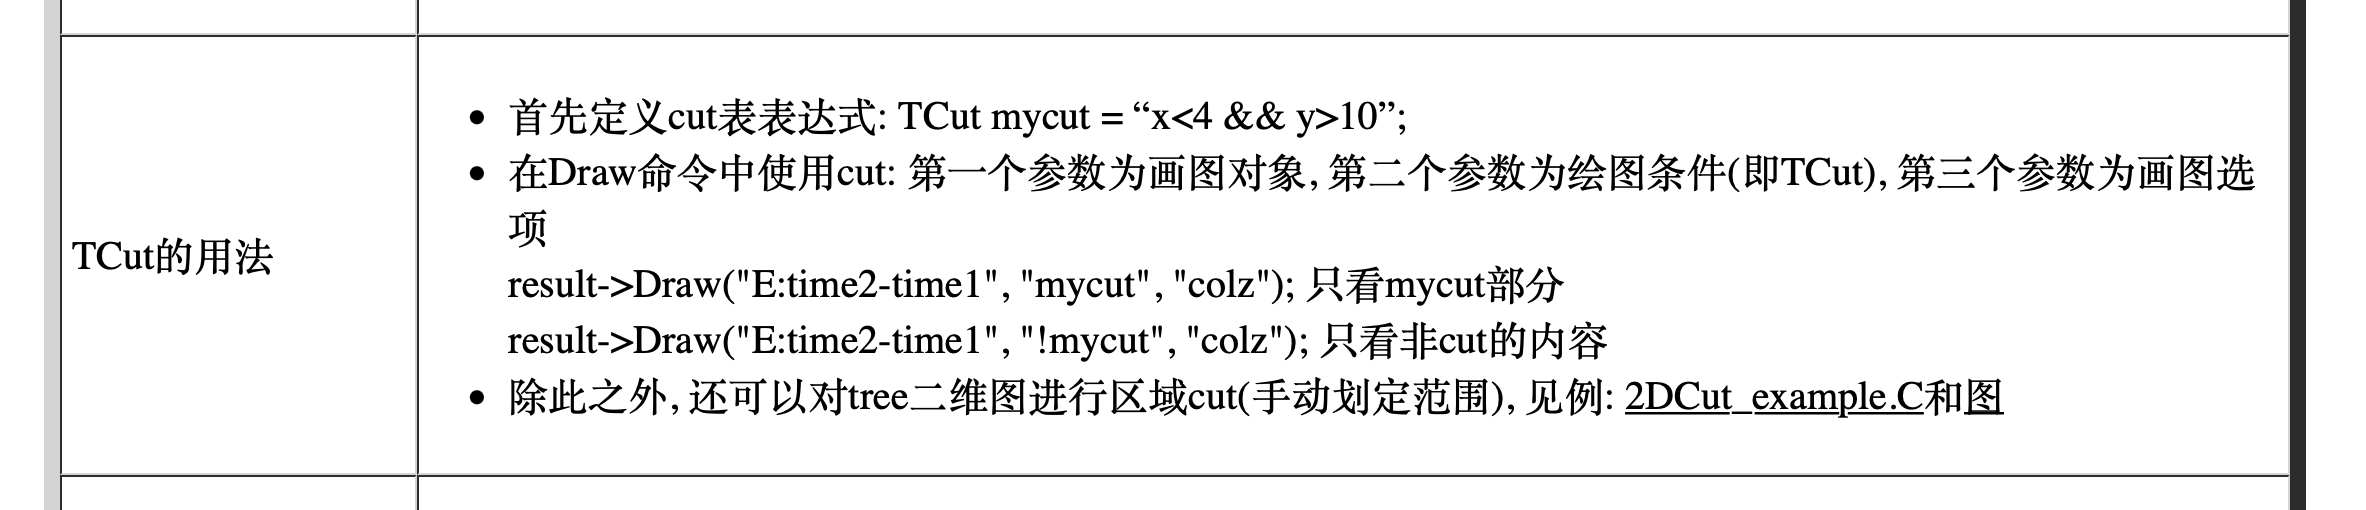 TCut的用法
首先定义cut表表达式: TCut mycut = “x<4 && y>10”;
在Draw命令中使用cut: 第一个参数为画图对象, 第二个参数为绘图条件(即TCut), 第三个参数为画图选
项
result->Draw("E:time2-time1", "mycut", "colz"); 只看mycut部分
result->Draw("E:time2-time1", "!mycut", "colz"); 只看非cut的内容
除此之外, 还可以对tree二维图进行区域cut(手动划定范围), 见例: 2DCut_example.C和图